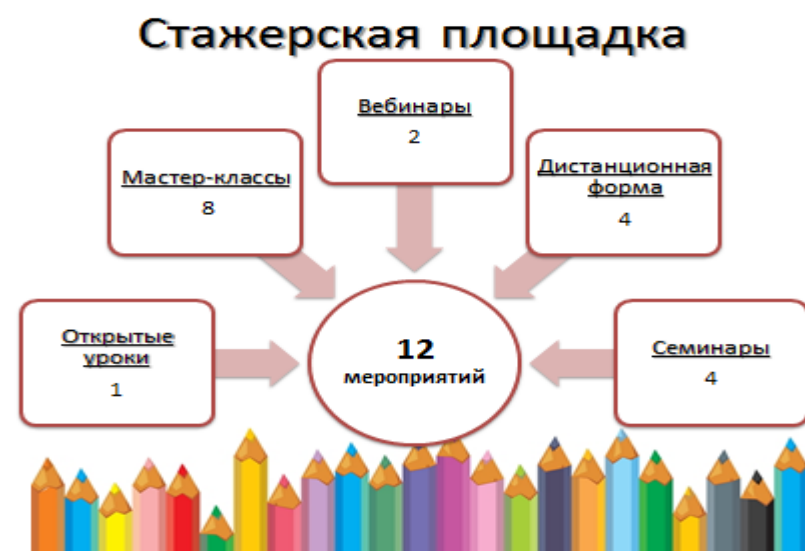 Стажерская площадка
Вебинары
2
Мастер-классы
8
Дистанционная
форма
4
Открытые
уроки
1
12
мероприятий
Семинары
4